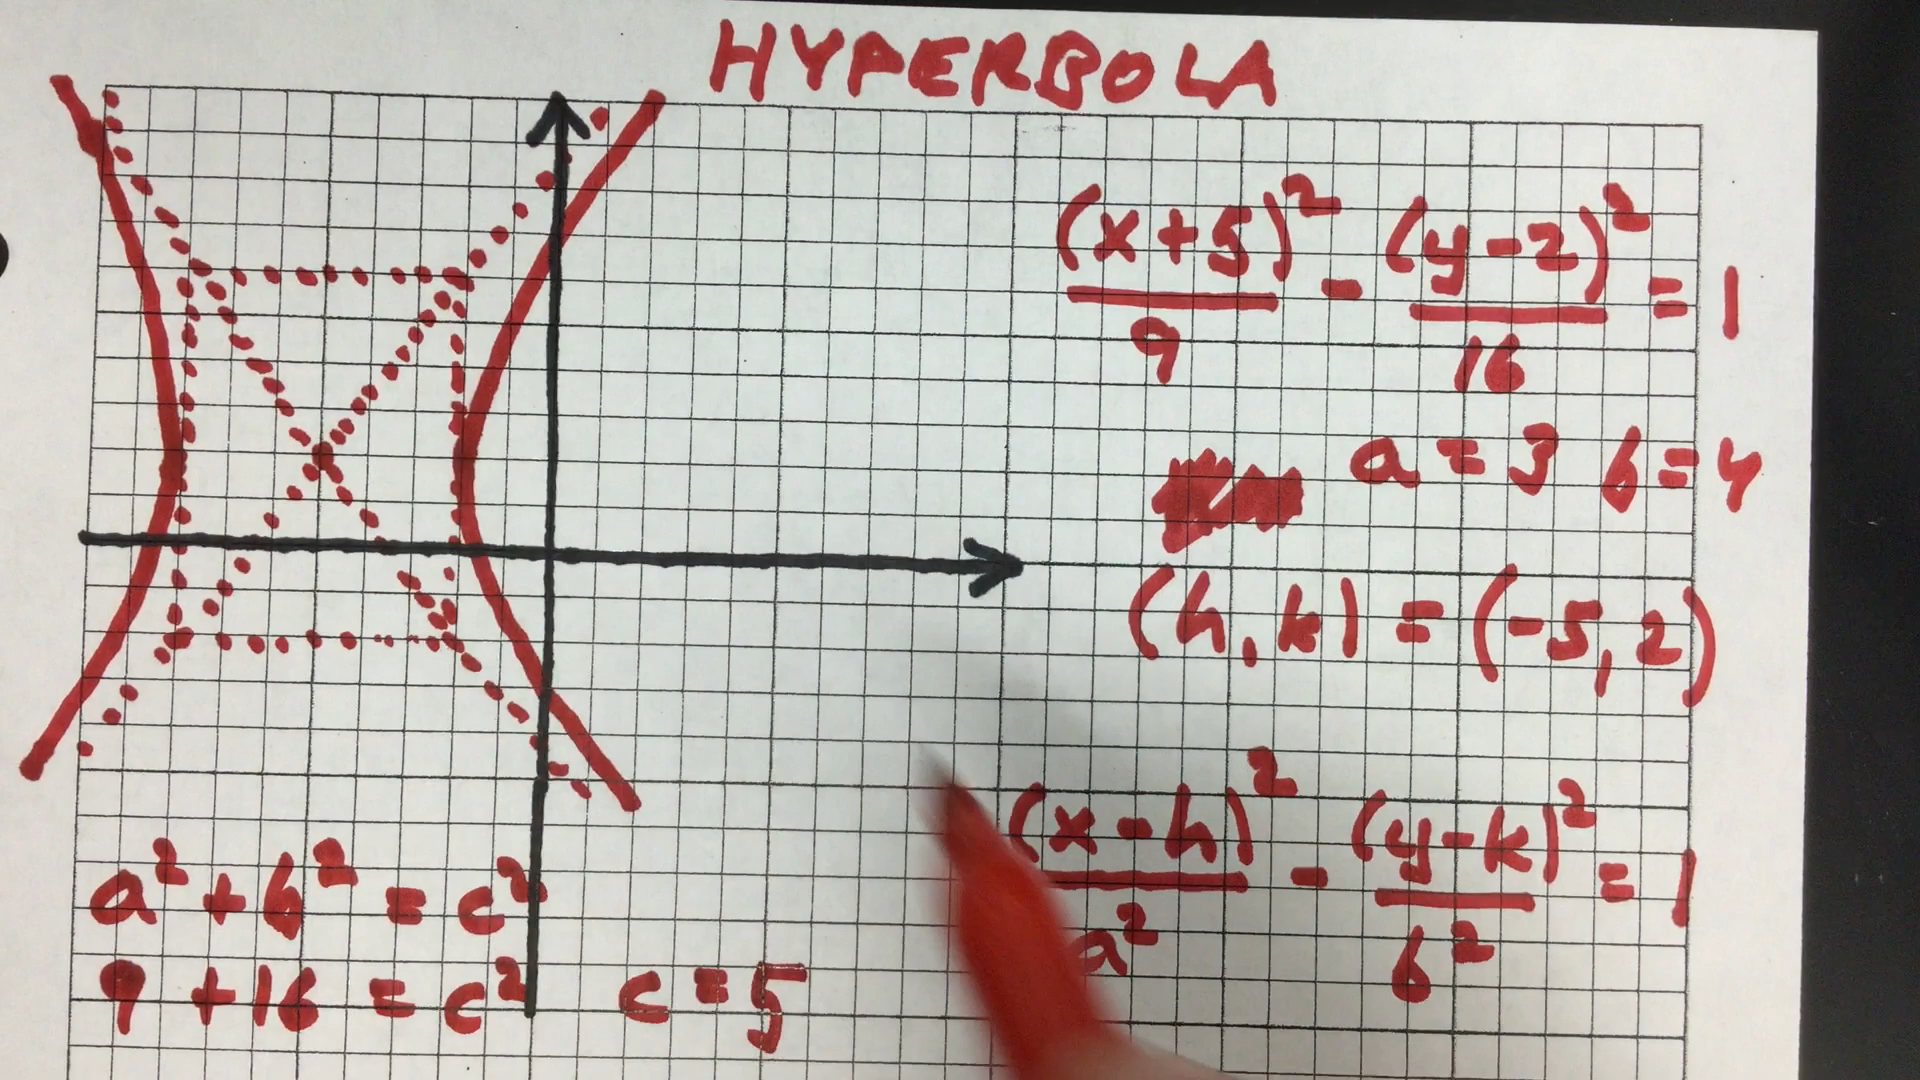 HYPERBOLA
(x+5)² - (y-2)² = 1
9 16
a = 3 b = 4
(h, k) = (-5, 2)
(x-h)² - (y-k)² = 1
a² b²
a² + b² = c²
9 + 16 = c² c = 5